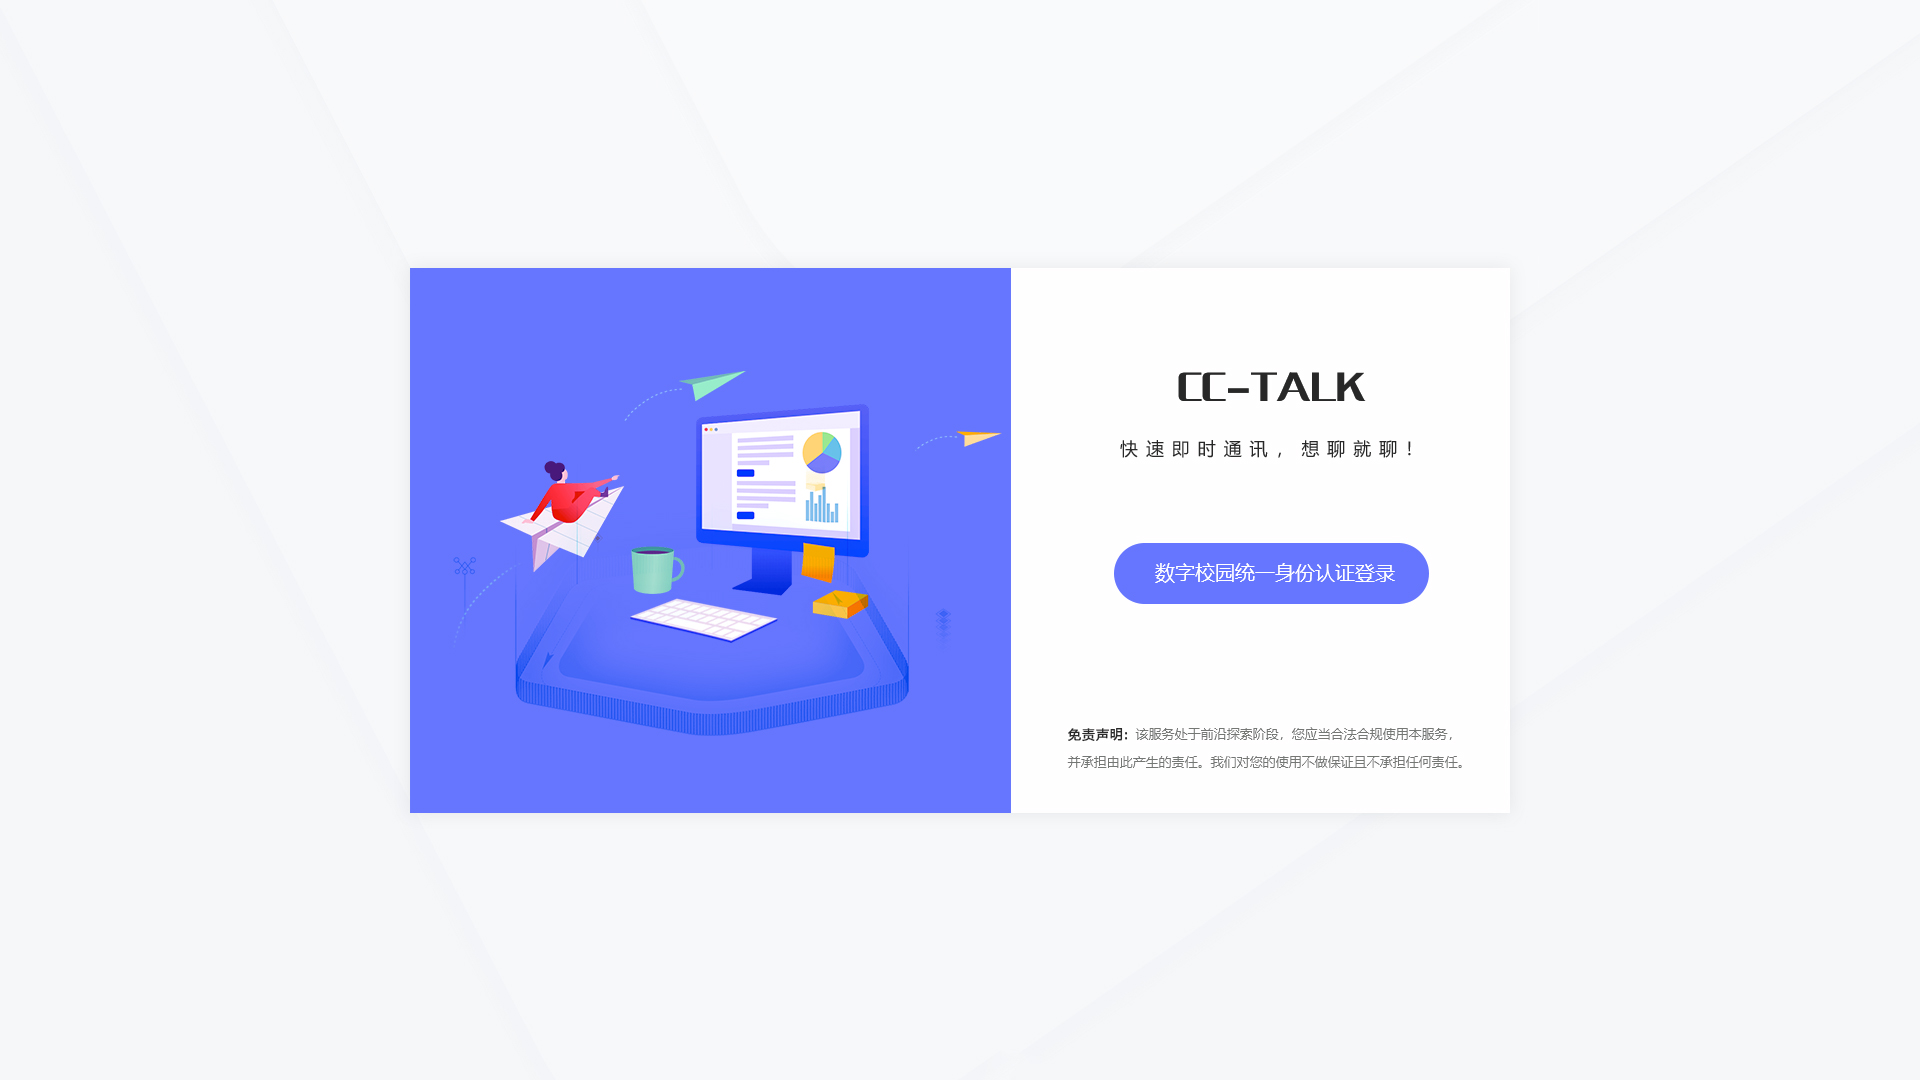 CC-TALK
快速即时通讯，想聊就聊！
数字校园统一身份认证登录
免责声明：该服务处于前沿探索阶段，您应当合法合规使用本服务，
并承担由此产生的责任。我们对您的使用不做保证且不承担任何责任。